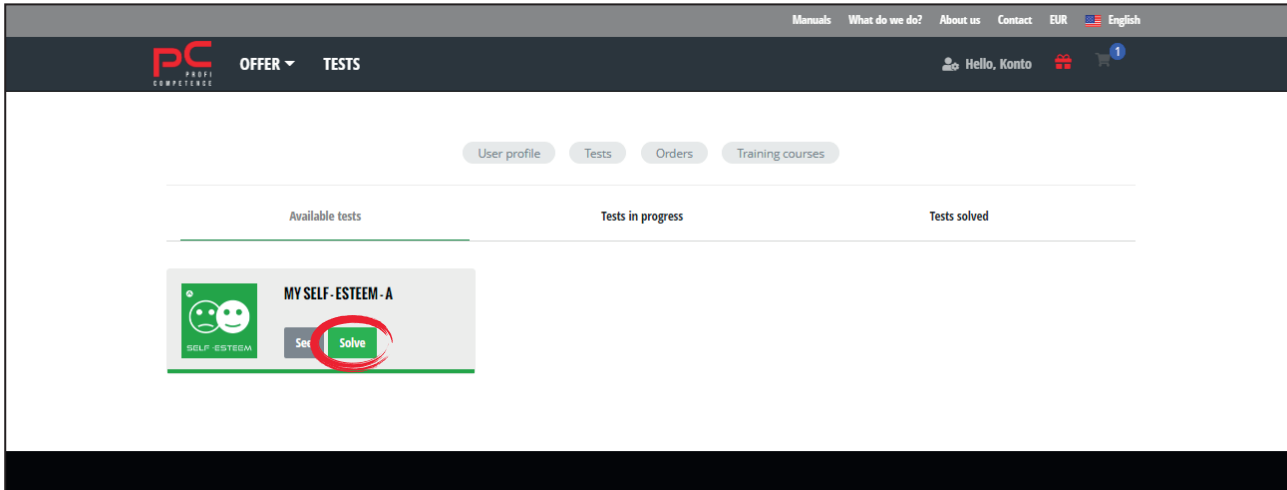 Manuals What do we do? About us Contact EUR English
PC
PROFI
COMPETENCE
OFFER TESTS
Hello, Konto
1
User profile Tests Orders Training courses
Available tests Tests in progress Tests solved
MY SELF - ESTEEM - A
A
SELF -ESTEEM
See Solve